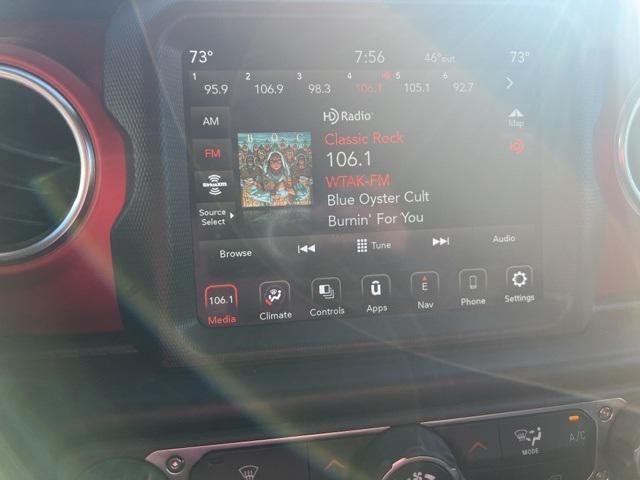 73° 7:56 46°out 73°
1 2 3 4 5 6
95.9 106.9 98.3 106.1 105.1 92.7
AM HD Radio
Map
FM Classic Rock
106.1
SiriusXM WTAK-FM
B O C
Blue Oyster Cult
Source
Select
Burnin' For You
Browse Tune Audio
106.1 E
Media Climate Controls Apps Nav Phone Settings
MODE A/C